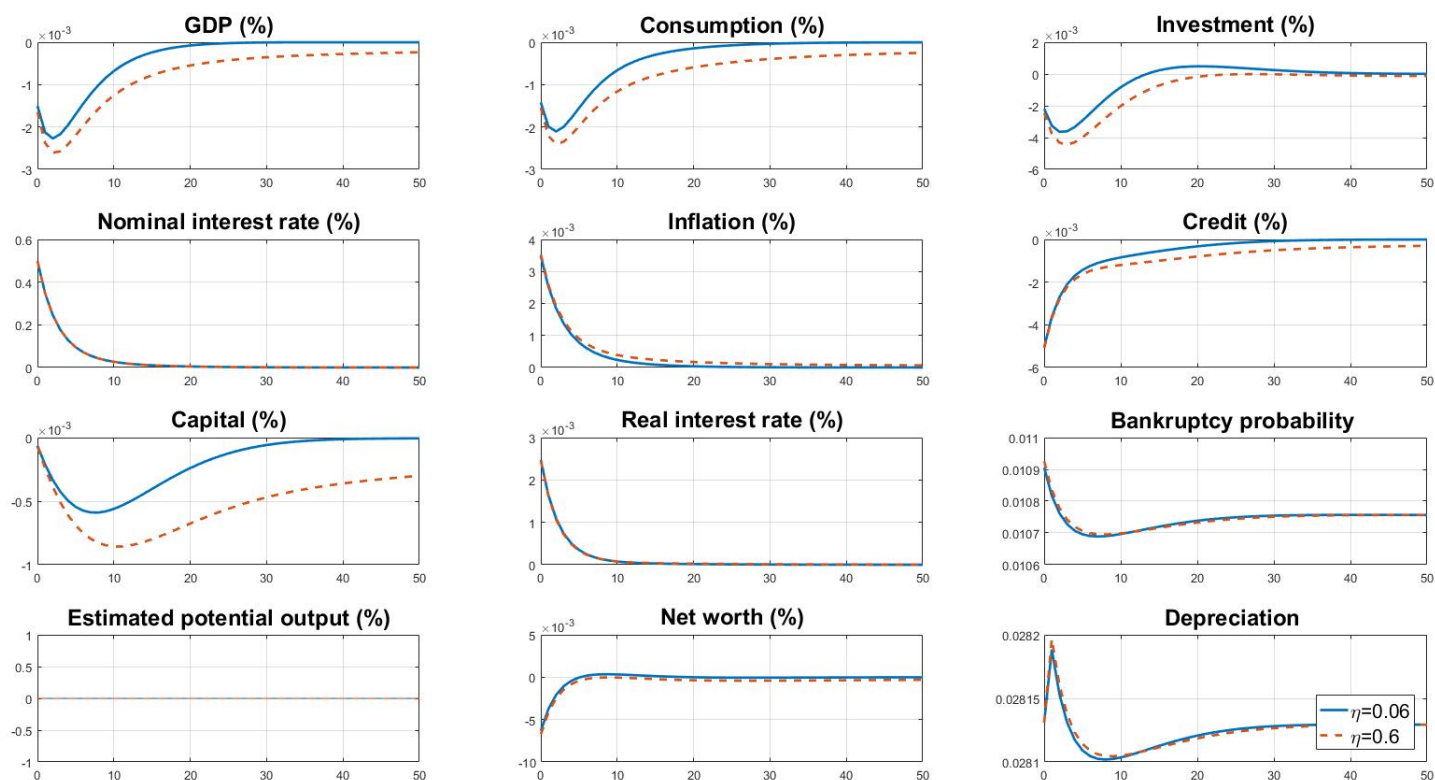 GDP (%)
×10⁻³
0
-1
-2
-3
0 10 20 30 40 50
Consumption (%)
×10⁻³
0
-1
-2
-3
0 10 20 30 40 50
Investment (%)
×10⁻³
2
0
-2
-4
-6
0 10 20 30 40 50
Nominal interest rate (%)
0.6
0.4
0.2
0
0 10 20 30 40 50
Inflation (%)
×10⁻³
4
3
2
1
0
0 10 20 30 40 50
Credit (%)
×10⁻³
0
-2
-4
-6
0 10 20 30 40 50
Capital (%)
×10⁻³
0
-0.5
-1
0 10 20 30 40 50
Real interest rate (%)
×10⁻³
3
2
1
0
0 10 20 30 40 50
Bankruptcy probability
0.011
0.0109
0.0108
0.0107
0.0106
0 10 20 30 40 50
Estimated potential output (%)
1
0.5
0
-0.5
-1
0 10 20 30 40 50
Net worth (%)
×10⁻³
5
0
-5
-10
0 10 20 30 40 50
Depreciation
0.0282
0.02815
0.0281
0 10 20 30 40 50
η=0.06
η=0.6